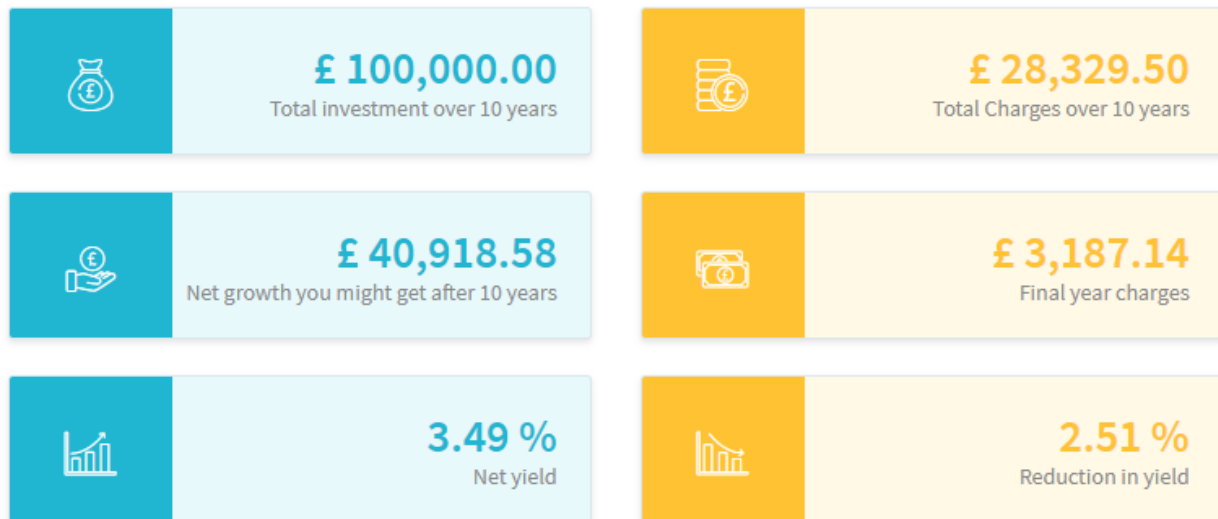 £ 100,000.00
Total investment over 10 years
£ 28,329.50
Total Charges over 10 years
£ 40,918.58
Net growth you might get after 10 years
£ 3,187.14
Final year charges
3.49 %
Net yield
2.51 %
Reduction in yield